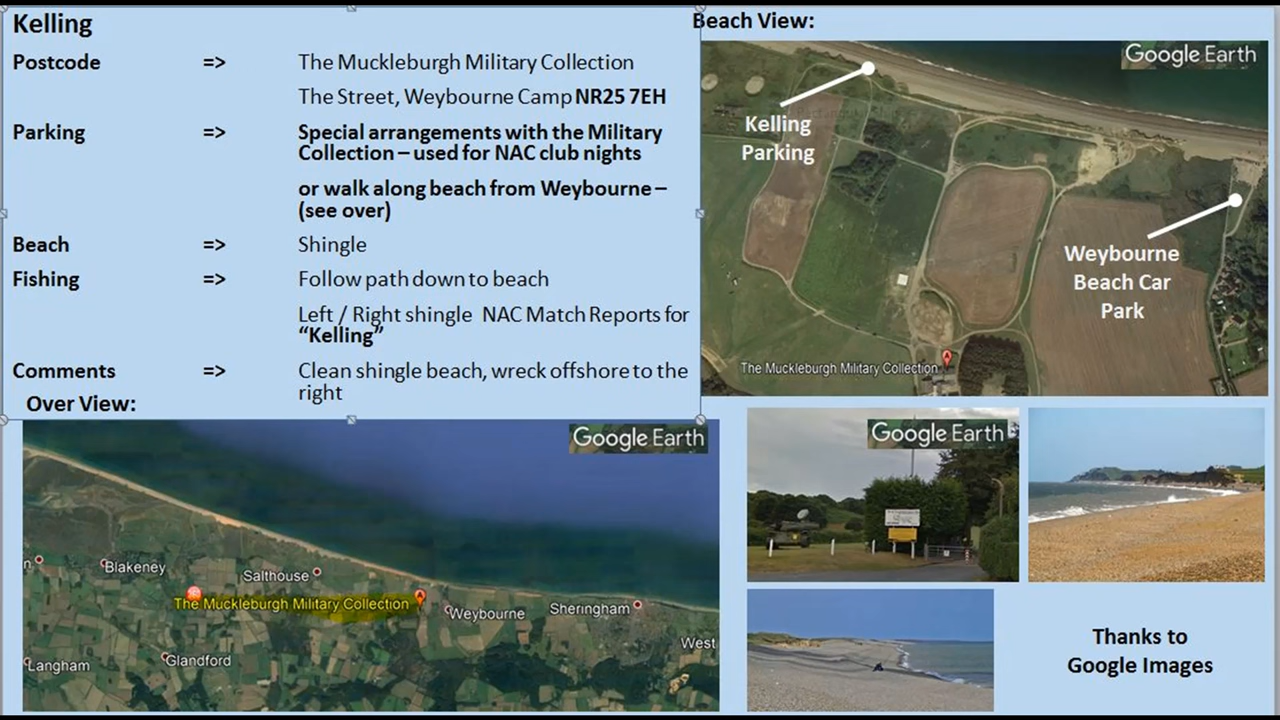 Kelling
Postcode => The Muckleburgh Military Collection
The Street, Weybourne Camp NR25 7EH
Parking => Special arrangements with the Military
Collection – used for NAC club nights
or walk along beach from Weybourne –
(see over)
Beach => Shingle
Fishing => Follow path down to beach
Left / Right shingle NAC Match Reports for
“Kelling”
Comments => Clean shingle beach, wreck offshore to the
right
Over View:
Google Earth
Blakeney
Salthouse
The Muckleburgh Military Collection
Weybourne
Sheringham
West
Langham
Glandford
Beach View:
Google Earth
Kelling
Parking
Weybourne
Beach Car
Park
The Muckleburgh Military Collection
Google Earth
Thanks to
Google Images